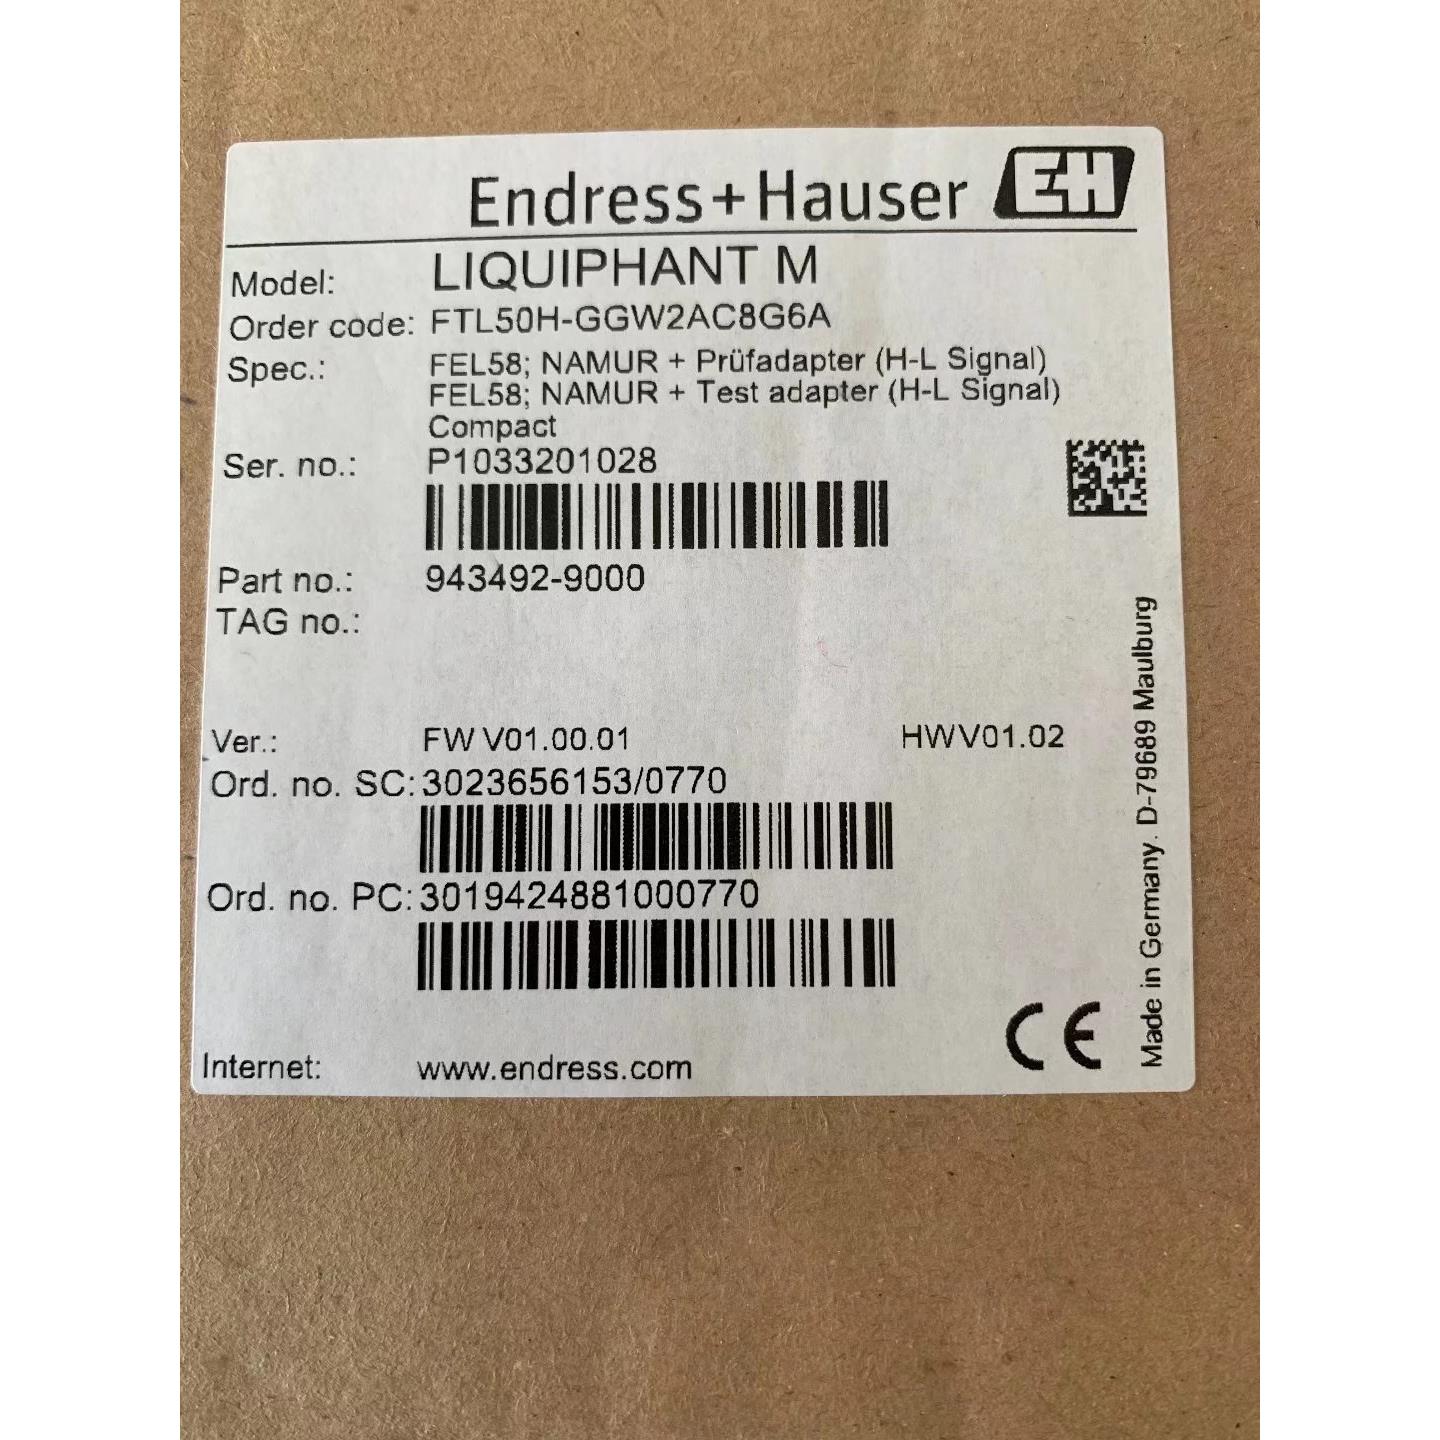 Endress+Hauser EH
Model: LIQUIPHANT M
Order code: FTL50H-GGW2AC8G6A
Spec.: FEL58; NAMUR + Prüfadapter (H-L Signal)
FEL58; NAMUR + Test adapter (H-L Signal)
Compact
Ser. no.: P1033201028
Part no.: 943492-9000
TAG no.:
Ver.: FW V01.00.01 HWV01.02
Ord. no. SC: 3023656153/0770
Ord. no. PC: 3019424881000770
Internet: www.endress.com
CE
Made in Germany. D-79689 Maulburg